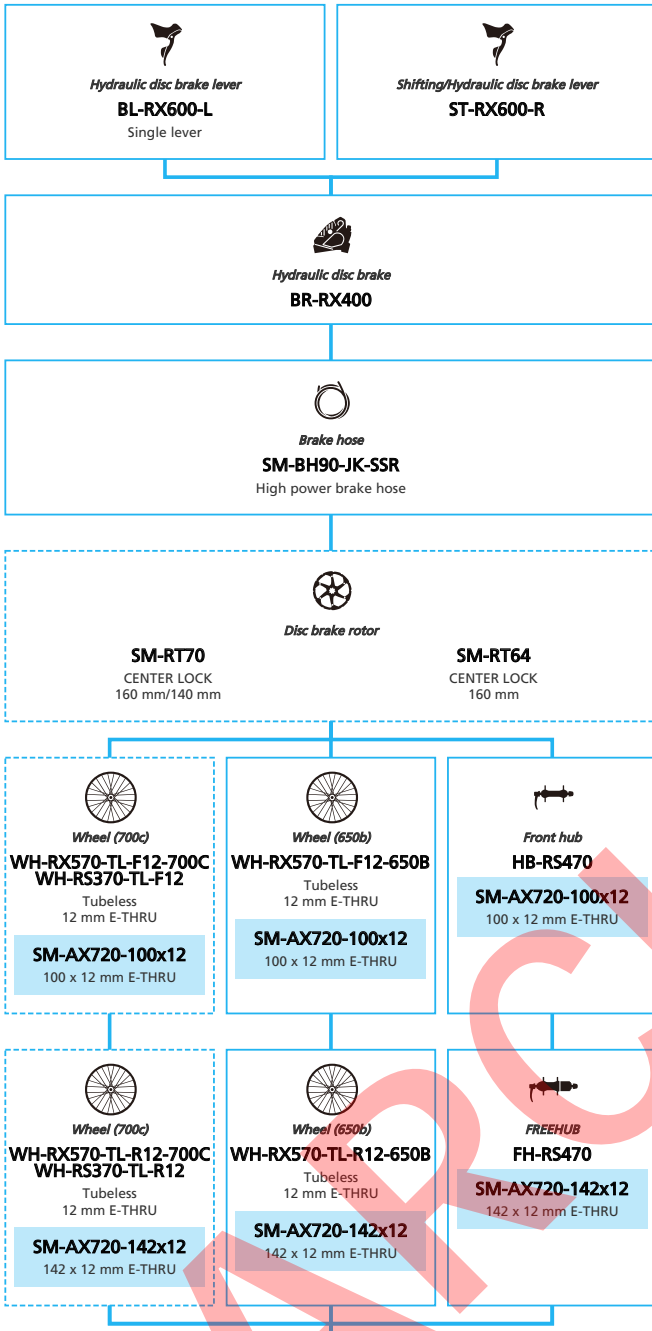 Hydraulic disc brake lever
BL-RX600-L
Single lever
Shifting/Hydraulic disc brake lever
ST-RX600-R
Hydraulic disc brake
BR-RX400
Brake hose
SM-BH90-JK-SSR
High power brake hose
Disc brake rotor
SM-RT70
CENTER LOCK
160 mm/140 mm
SM-RT64
CENTER LOCK
160 mm
Wheel (700c)
WH-RX570-TL-F12-700C
WH-RS370-TL-F12
Tubeless
12 mm E-THRU
SM-AX720-100x12
100 x 12 mm E-THRU
Wheel (650b)
WH-RX570-TL-F12-650B
Tubeless
12 mm E-THRU
SM-AX720-100x12
100 x 12 mm E-THRU
Front hub
HB-RS470
SM-AX720-100x12
100 x 12 mm E-THRU
Wheel (700c)
WH-RX570-TL-R12-700C
WH-RS370-TL-R12
Tubeless
12 mm E-THRU
SM-AX720-142x12
142 x 12 mm E-THRU
Wheel (650b)
WH-RX570-TL-R12-650B
Tubeless
12 mm E-THRU
SM-AX720-142x12
142 x 12 mm E-THRU
FREEHUB
FH-RS470
SM-AX720-142x12
142 x 12 mm E-THRU
ARC